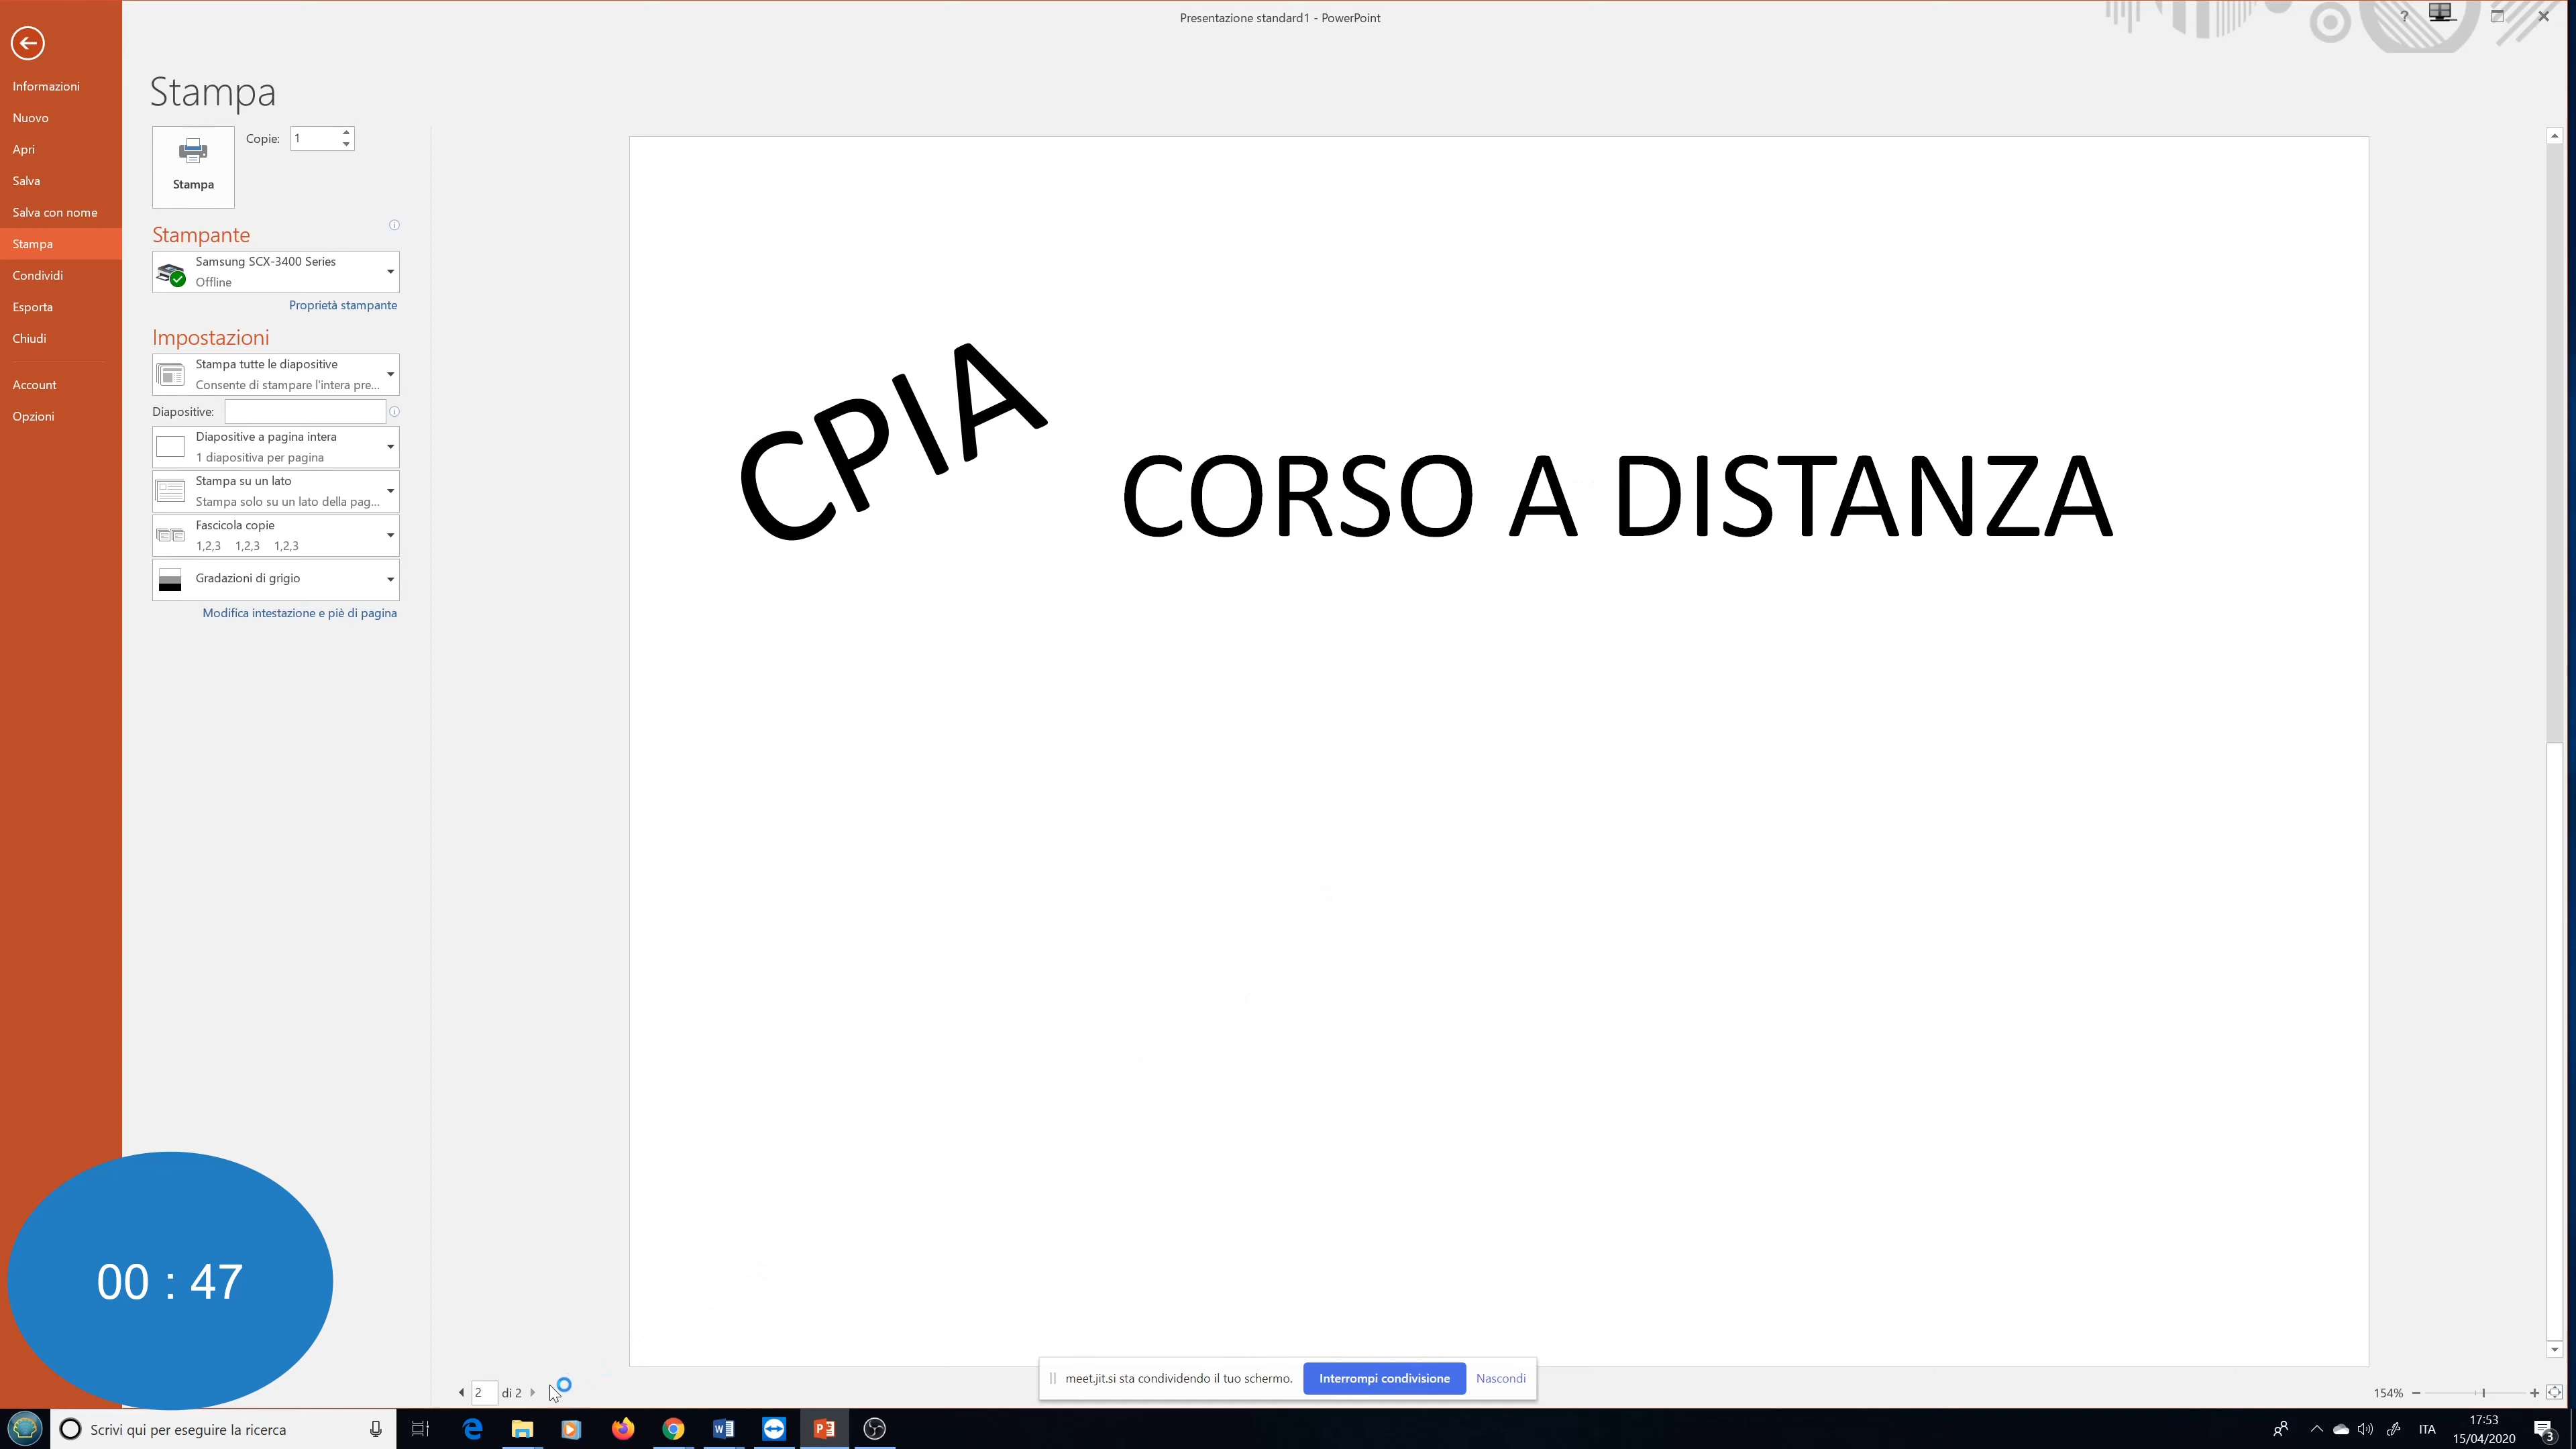 Presentazione standard1 - PowerPoint
?
Informazioni
Nuovo
Apri
Salva
Salva con nome
Stampa
Condividi
Esporta
Chiudi
Account
Opzioni
Stampa
Stampa
Copie: 1
Stampante
Samsung SCX-3400 Series
Offline
Proprietà stampante
Impostazioni
Stampa tutte le diapositive
Consente di stampare l'intera pre...
Diapositive:
Diapositive a pagina intera
1 diapositiva per pagina
Stampa su un lato
Stampa solo su un lato della pag...
Fascicola copie
1,2,3 1,2,3 1,2,3
Gradazioni di grigio
Modifica intestazione e piè di pagina
CPIA
CORSO A DISTANZA
00 : 47
2 di 2
meet.jit.si sta condividendo il tuo schermo. Interrompi condivisione Nascondi
154%
Scrivi qui per eseguire la ricerca
ITA
17:53
15/04/2020
3